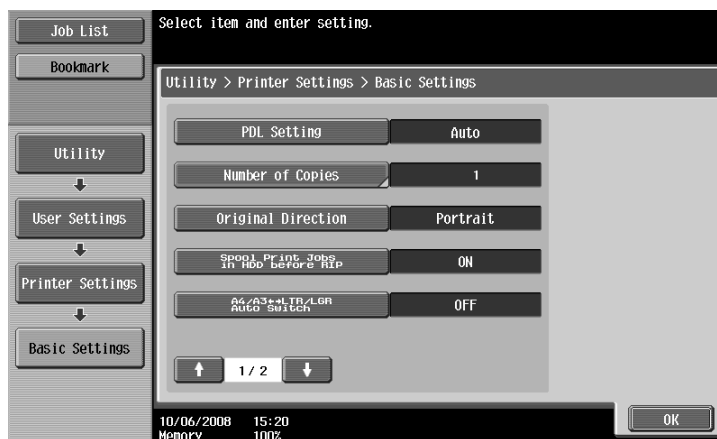 Job List
Bookmark
Select item and enter setting.
Utility > Printer Settings > Basic Settings
Utility
User Settings
Printer Settings
Basic Settings
PDL Setting Auto
Number of Copies 1
Original Direction Portrait
Spool Print Jobs
in HDD before RIP ON
A4/A3↔LTR/LGR
Auto Switch OFF
1/ 2
10/06/2008 15:20
Memory 100%
OK